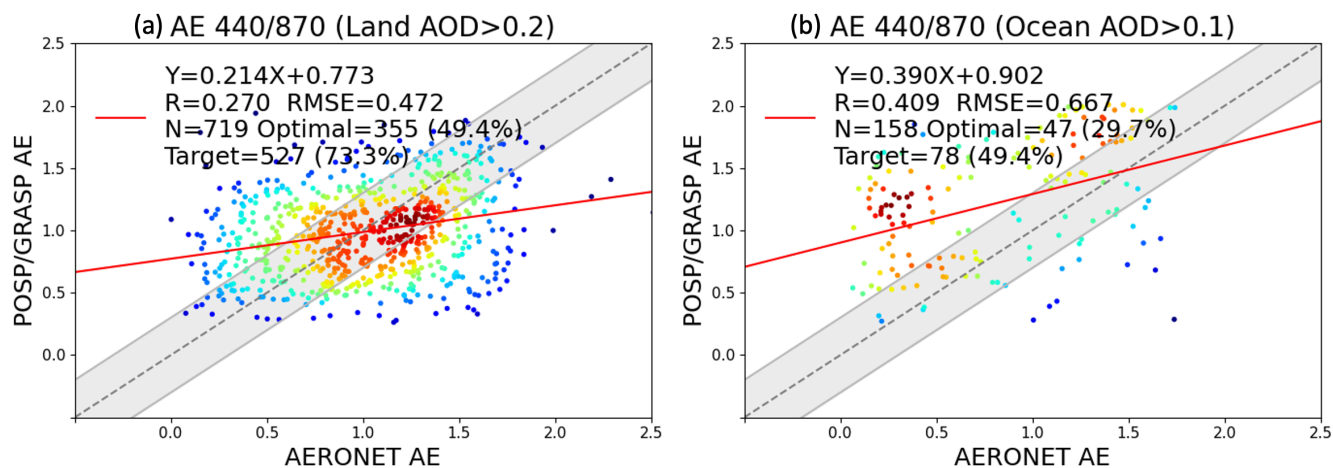 (a) AE 440/870 (Land AOD>0.2)
2.5
2.0
1.5
1.0
0.5
0.0
Y=0.214X+0.773
R=0.270 RMSE=0.472
N=719 Optimal=355 (49.4%)
Target=527 (73.3%)
POSP/GRASP AE
0.0 0.5 1.0 1.5 2.0 2.5
AERONET AE
(b) AE 440/870 (Ocean AOD>0.1)
2.5
2.0
1.5
1.0
0.5
0.0
Y=0.390X+0.902
R=0.409 RMSE=0.667
N=158 Optimal=47 (29.7%)
Target=78 (49.4%)
POSP/GRASP AE
0.0 0.5 1.0 1.5 2.0 2.5
AERONET AE